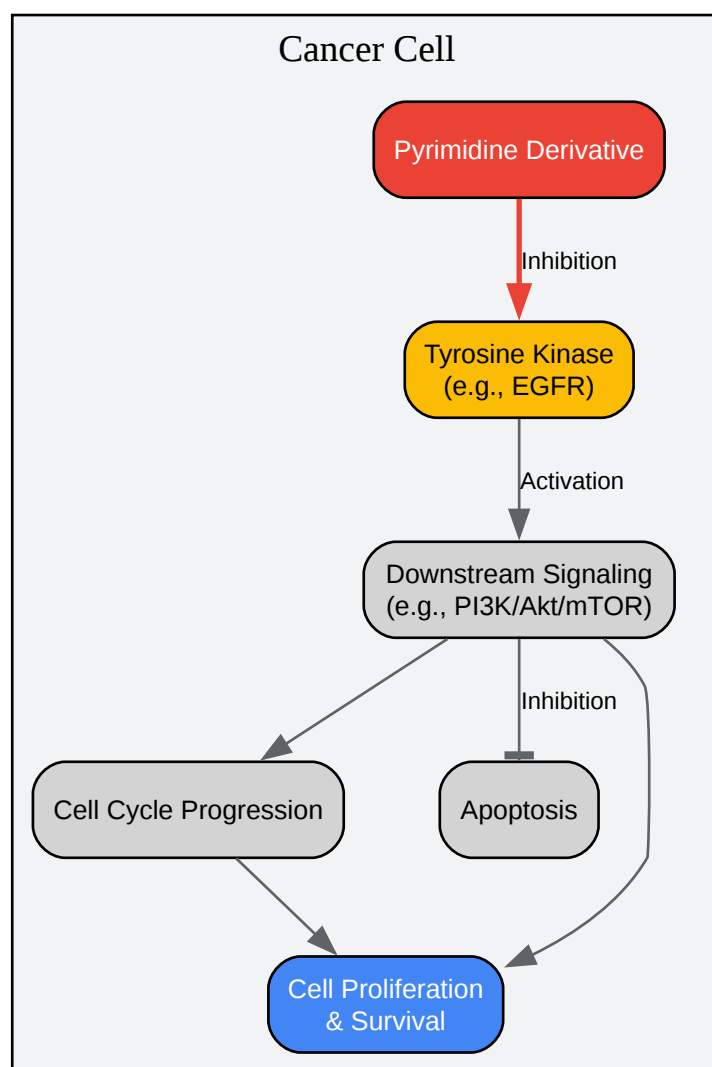 Cancer Cell
Pyrimidine Derivative
Inhibition
Tyrosine Kinase
(e.g., EGFR)
Activation
Downstream Signaling
(e.g., PI3K/Akt/mTOR)
Inhibition
Cell Cycle Progression
Apoptosis
Cell Proliferation
& Survival